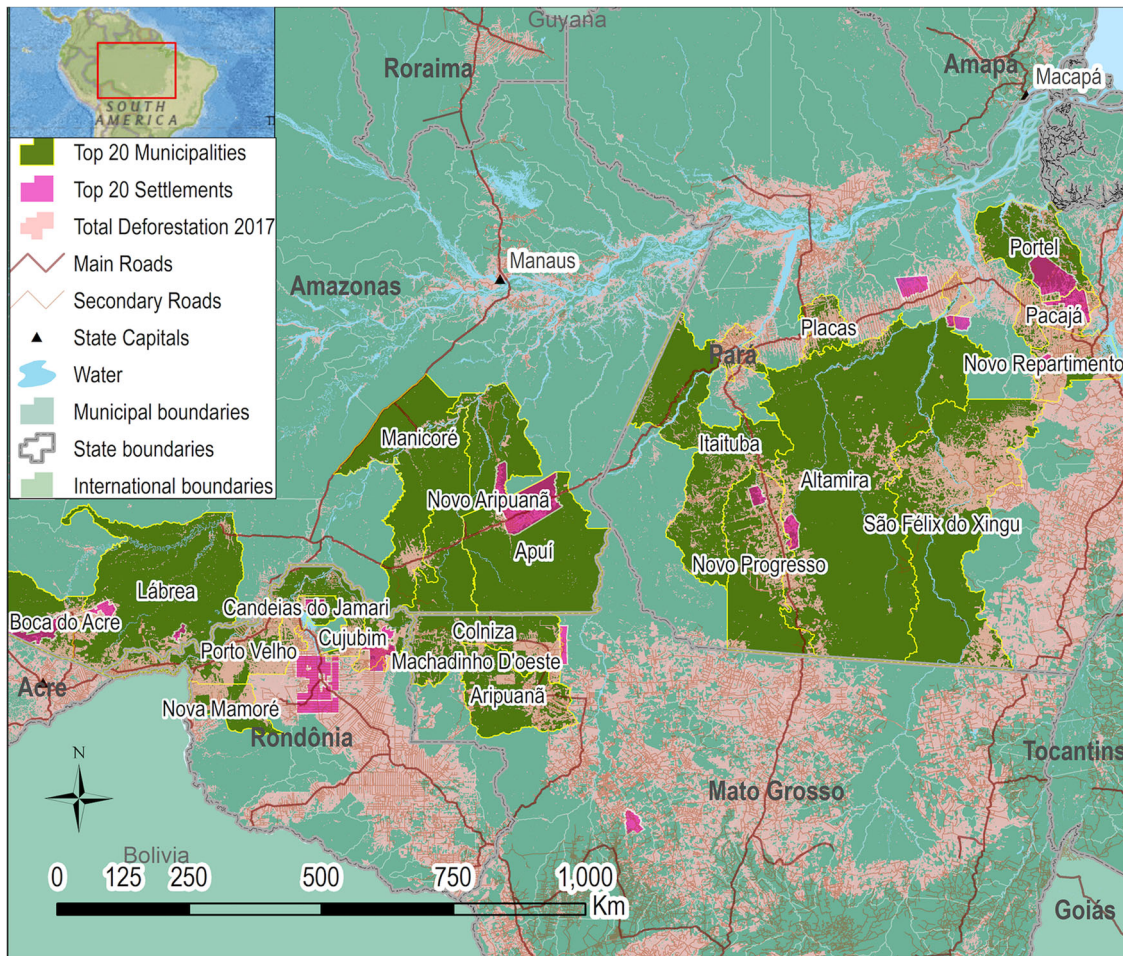 Guyana
Roraima
Amapá
Macapá
SOUTH
AMERICA
Top 20 Municipalities
Top 20 Settlements
Total Deforestation 2017
Main Roads
Secondary Roads
State Capitals
Water
Municipal boundaries
State boundaries
International boundaries
Manaus
Amazonas
Portel
Pacajá
Placas
Para
Novo Repartimento
Manicoré
Itaituba
Novo Aripuanã
Altamira
Apuí
São Félix do Xingu
Novo Progresso
Lábrea
Candeias do Jamari
Boca do Acre
Cujubim
Colniza
Porto Velho
Machadinho D'oeste
Acre
Aripuanã
Nova Mamoré
Rondônia
N
Tocantins
Mato Grosso
Bolivia
0 125 250 500 750 1,000
Km
Goiás